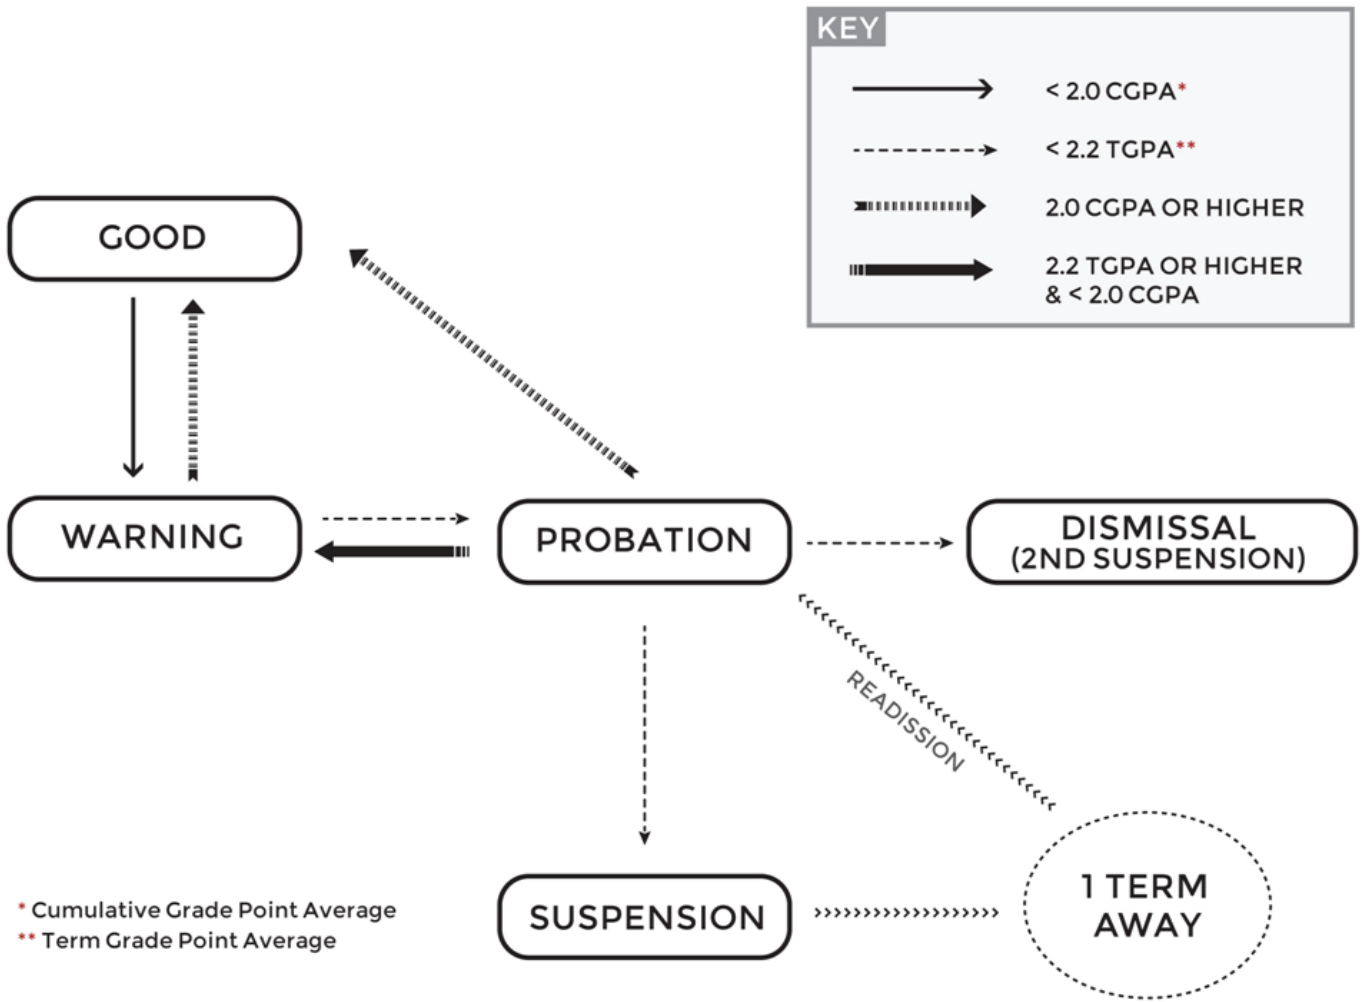 KEY
< 2.0 CGPA*
< 2.2 TGPA**
2.0 CGPA OR HIGHER
2.2 TGPA OR HIGHER
& < 2.0 CGPA
GOOD
WARNING
PROBATION
DISMISSAL
(2ND SUSPENSION)
READISSION
SUSPENSION
1 TERM
AWAY
* Cumulative Grade Point Average
** Term Grade Point Average